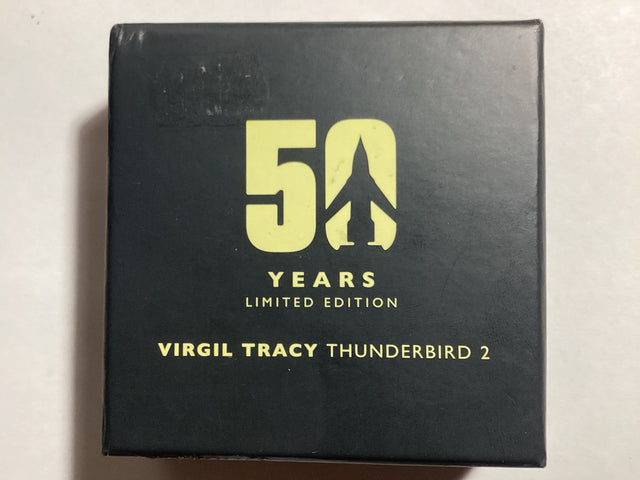 50
YEARS
LIMITED EDITION
VIRGIL TRACY THUNDERBIRD 2